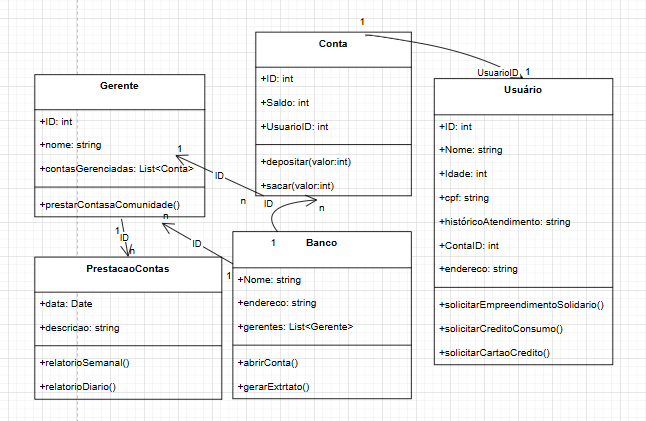 1
Conta
+ID: int
+Saldo: int
+UsuarioID: int
+depositar(valor:int)
+sacar(valor:int)
UsuarioID
1
Usuário
+ID: int
+Nome: string
+Idade: int
+cpf: string
+históricoAtendimento: string
+ContaID: int
+endereco: string
+solicitarEmpreendimentoSolidario()
+solicitarCreditoConsumo()
+solicitarCartaoCredito()
Gerente
+ID: int
+nome: string
+contasGerenciadas: List<Conta>
+prestarContasaComunidade()
1
ID
n
ID
n
n
1
ID
n
ID
1
1
Banco
+Nome: string
+endereco: string
+gerentes: List<Gerente>
+abrirConta()
+gerarExtrtato()
PrestacaoContas
+data: Date
+descricao: string
+relatorioSemanal()
+relatorioDiario()